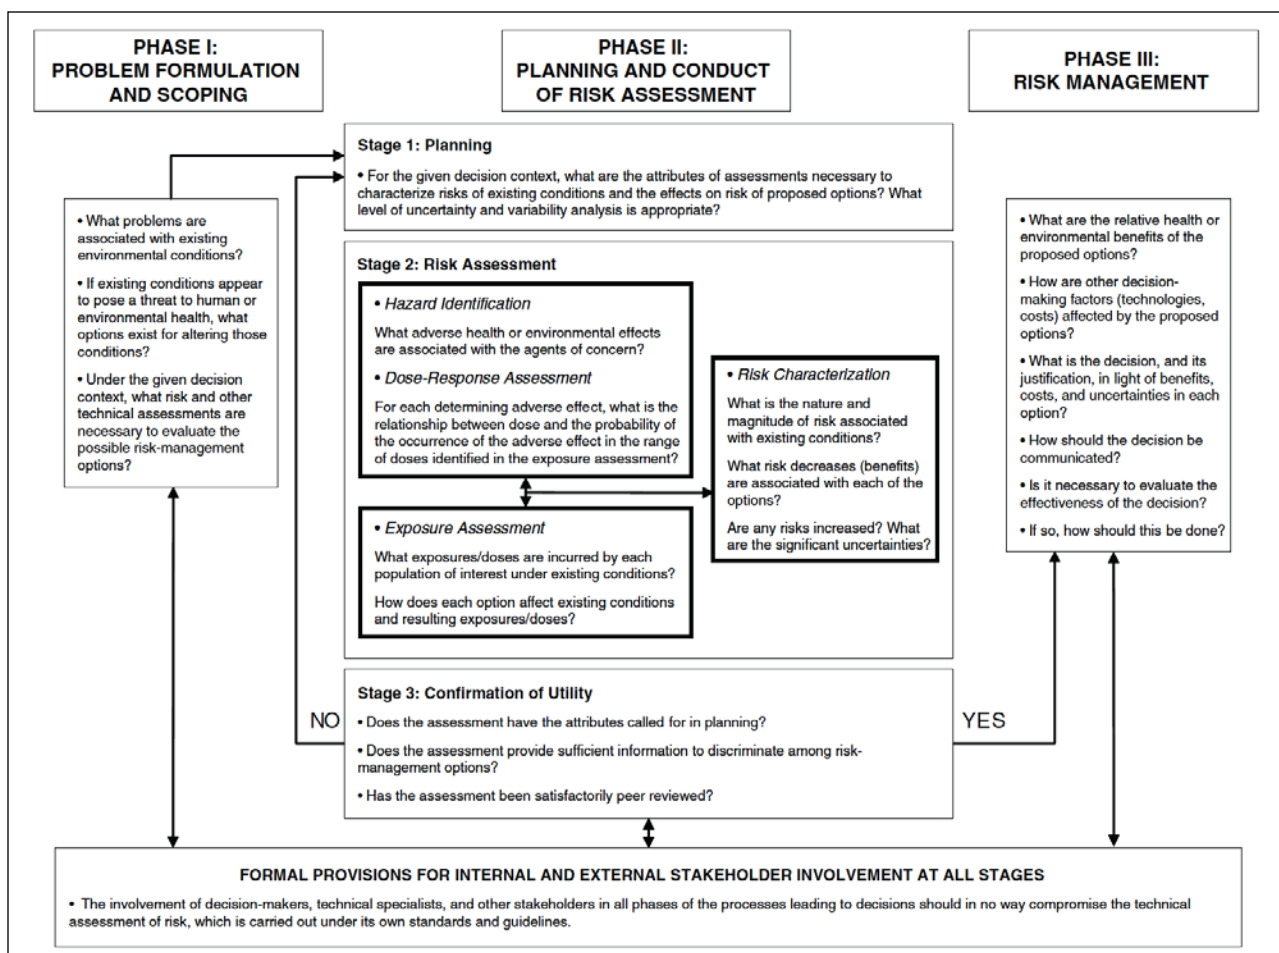 PHASE I:
PROBLEM FORMULATION
AND SCOPING
PHASE II:
PLANNING AND CONDUCT
OF RISK ASSESSMENT
PHASE III:
RISK MANAGEMENT
• What problems are
associated with existing
environmental conditions?
• If existing conditions appear
to pose a threat to human or
environmental health, what
options exist for altering those
conditions?
• Under the given decision
context, what risk and other
technical assessments are
necessary to evaluate the
possible risk-management
options?
Stage 1: Planning
• For the given decision context, what are the attributes of assessments necessary to
characterize risks of existing conditions and the effects on risk of proposed options? What
level of uncertainty and variability analysis is appropriate?
Stage 2: Risk Assessment
• Hazard Identification
What adverse health or environmental effects
are associated with the agents of concern?
• Dose-Response Assessment
For each determining adverse effect, what is the
relationship between dose and the probability of
the occurrence of the adverse effect in the range
of doses identified in the exposure assessment?
• Exposure Assessment
What exposures/doses are incurred by each
population of interest under existing conditions?
How does each option affect existing conditions
and resulting exposures/doses?
• Risk Characterization
What is the nature and
magnitude of risk associated
with existing conditions?
What risk decreases (benefits)
are associated with each of the
options?
Are any risks increased? What
are the significant uncertainties?
Stage 3: Confirmation of Utility
• Does the assessment have the attributes called for in planning?
• Does the assessment provide sufficient information to discriminate among risk-
management options?
• Has the assessment been satisfactorily peer reviewed?
NO
YES
• What are the relative health or
environmental benefits of the
proposed options?
• How are other decision-
making factors (technologies,
costs) affected by the proposed
options?
• What is the decision, and its
justification, in light of benefits,
costs, and uncertainties in each
option?
• How should the decision be
communicated?
• Is it necessary to evaluate the
effectiveness of the decision?
• If so, how should this be done?
FORMAL PROVISIONS FOR INTERNAL AND EXTERNAL STAKEHOLDER INVOLVEMENT AT ALL STAGES
• The involvement of decision-makers, technical specialists, and other stakeholders in all phases of the processes leading to decisions should in no way compromise the technical
assessment of risk, which is carried out under its own standards and guidelines.